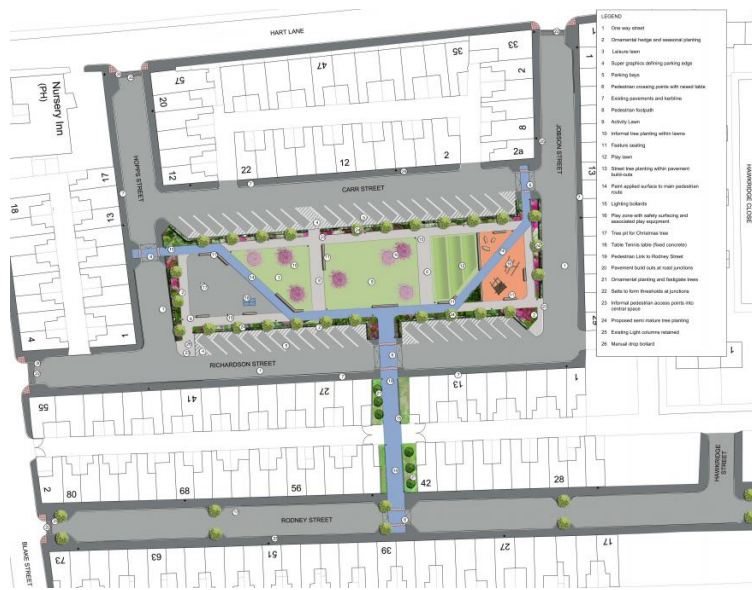 HART LANE
LEGEND
1 One way street
2 Ornamental hedge and seasonal planting
3 Leisure lawn
4 Super graphics defining parking edge
5 Parking bays
6 Pedestrian crossing points with raised table
7 Existing pavements and kerbline
8 Pedestrian footpath
9 Activity Lawn
10 Informal tree planting within lawns
11 Feature seating
12 Play lawn
13 Street tree planting within pavement
build-outs
14 Paint applied surface to main pedestrian
route
15 Lighting bollards
16 Play zone with safety surfacing and
associated play equipment
17 Tree pit for Christmas tree
18 Table Tennis table (fixed concrete)
19 Pedestrian Link to Rodney Street
20 Pavement build outs at road junctions
21 Ornamental planting and fastigiate trees
22 Setts to form thresholds at junctions
23 Informal pedestrian access points into
central space
24 Proposed semi mature tree planting
25 Existing Light columns retained
26 Manual drop bollard
Nursery Inn
(PH)
57
47
35
33
20
2
8
12
22
12
2
2a
1
1
13
HOPPS STREET
JOBSON STREET
HAWKRIDGE CLOSE
CARR STREET
17
13
18
4
1
29
1
RICHARDSON STREET
55
41
27
13
1
2
80
68
56
42
28
HAWKRIDGE
STREET
RODNEY STREET
BLAKE STREET
73
63
51
39
27
17